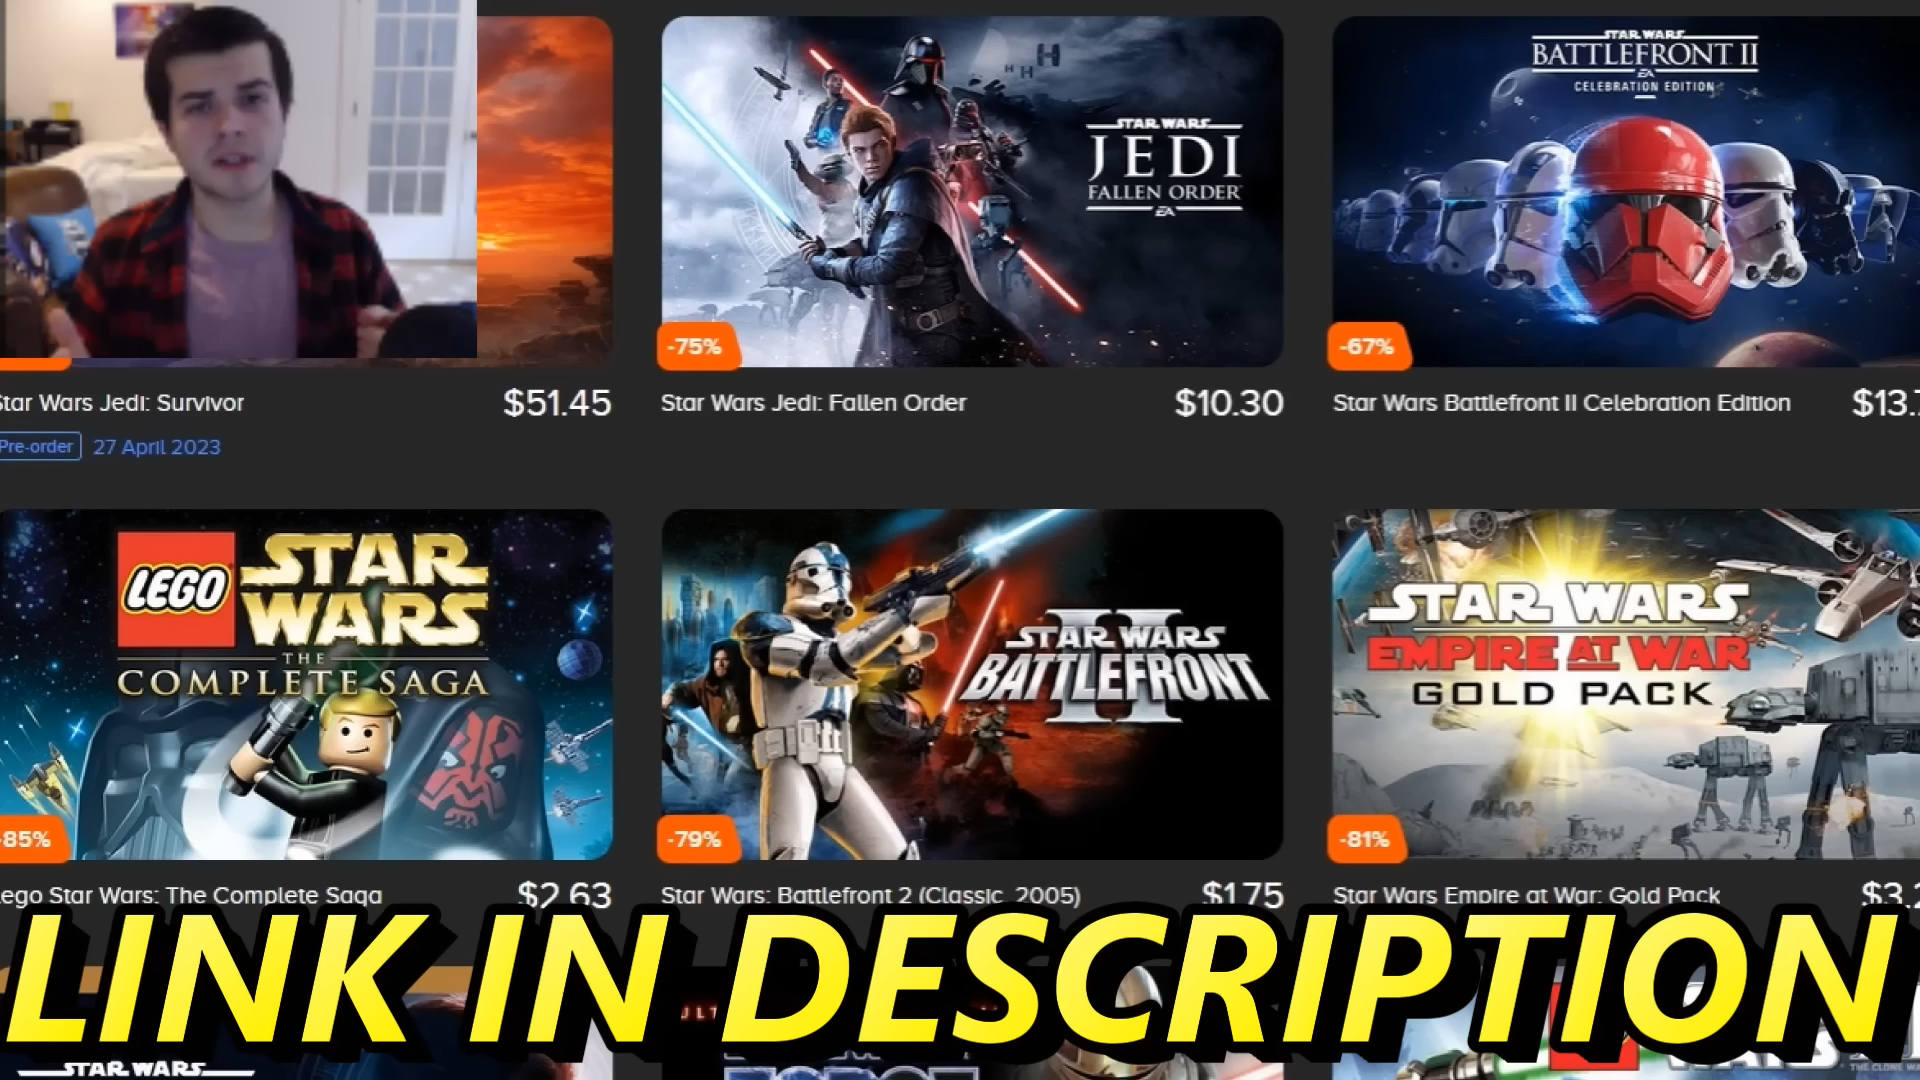 STAR WARS
JEDI
FALLEN ORDER
EA
STAR WARS
BATTLEFRONT II
EA
CELEBRATION EDITION
-75%
-67%
Star Wars Jedi: Survivor
$51.45
Star Wars Jedi: Fallen Order
$10.30
Star Wars Battlefront II Celebration Edition
$13.
Pre-order
27 April 2023
LEGO
STAR
WARS
THE
COMPLETE SAGA
II
STAR WARS
BATTLEFRONT
STAR WARS
EMPIRE AT WAR
GOLD PACK
-85%
-79%
-81%
ego Star Wars: The Complete Saga
$2.63
Star Wars: Battlefront 2 (Classic, 2005)
$1.75
Star Wars Empire at War: Gold Pack
$3.2
LINK IN DESCRIPTION
STAR WARS